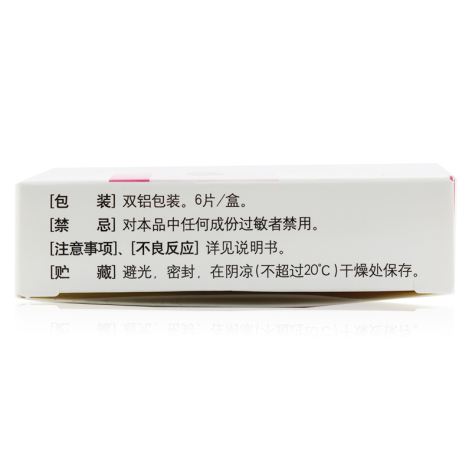 [包 装] 双铝包装。6片/盒。
[禁 忌] 对本品中任何成份过敏者禁用。
[注意事项]、[不良反应] 详见说明书。
[贮 藏] 避光，密封，在阴凉(不超过20℃)干燥处保存。